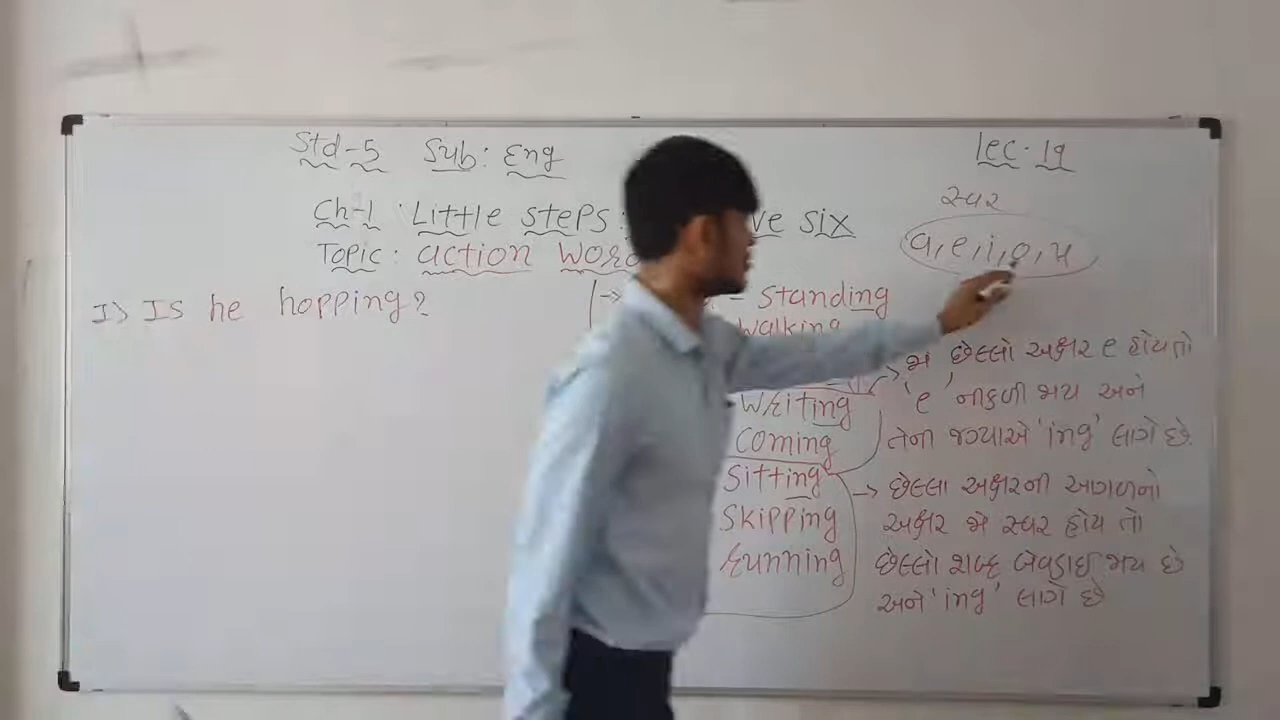 Std-5 Sub: Eng
Lec. 19
Ch-1 : Little steps: ve six
સ્વર
Topic: action Word
a, e, i, o, u
1) Is he hopping?
- Standing
Walking
Writing
Coming
Sitting
Skipping
Running
→ જો છેલ્લો અક્ષર e હોય તો
'e' નીકળી જાય અને
તેના જગ્યાએ 'ing' લાગે છે.
→ છેલ્લા અક્ષરની આગળનો
અક્ષર જો સ્વર હોય તો
છેલ્લો શબ્દ બેવડાઈ જાય છે
અને 'ing' લાગે છે